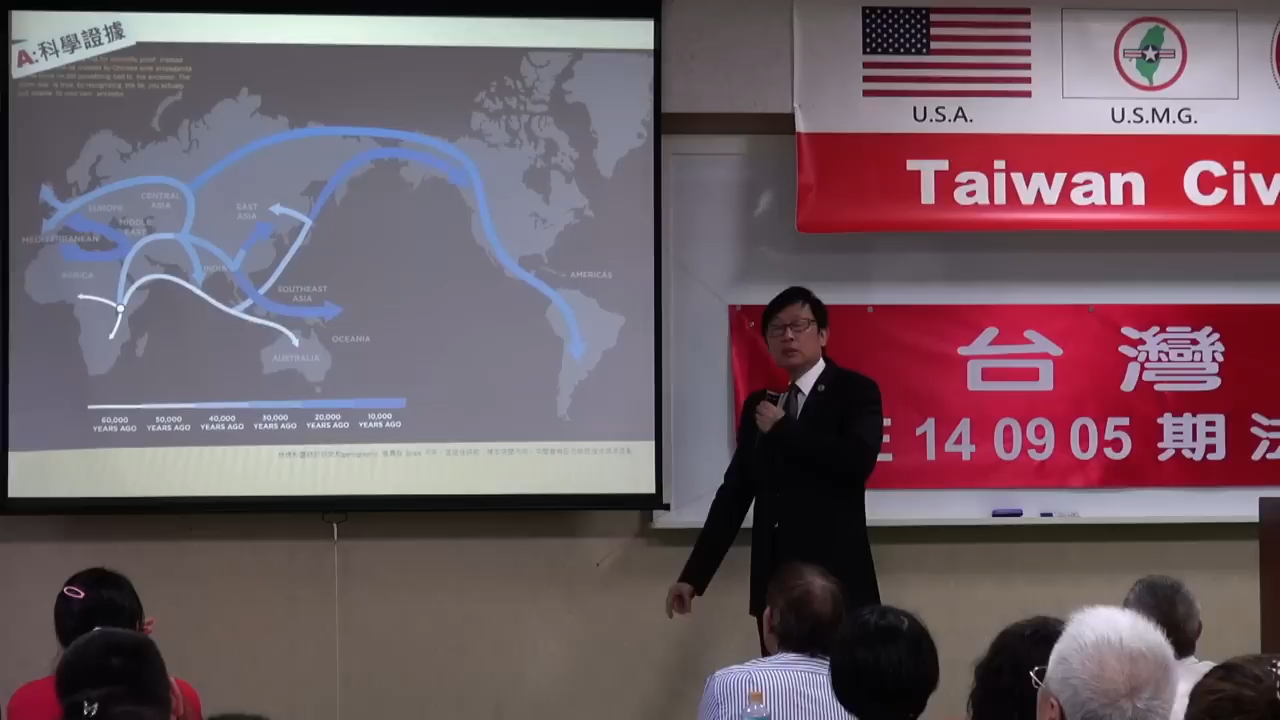 A:科學證據
EUROPE
CENTRAL
ASIA
EAST
ASIA
MIDDLE
EAST
MEDITERRANEAN
AFRICA
INDIA
SOUTHEAST
ASIA
AMERICAS
OCEANIA
AUSTRALIA
60,000
YEARS AGO
50,000
YEARS AGO
40,000
YEARS AGO
30,000
YEARS AGO
20,000
YEARS AGO
10,000
YEARS AGO
U.S.A.
U.S.M.G.
Taiwan Civ
台灣
14 09 05 期 法